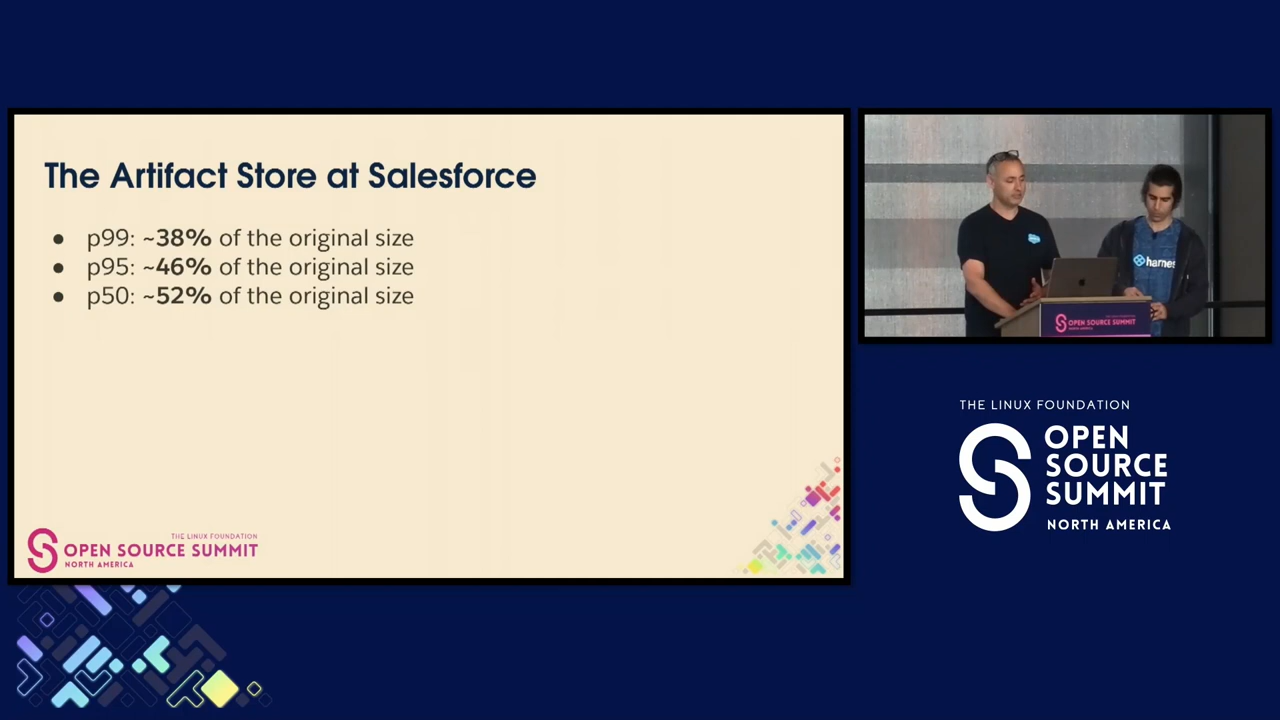 The Artifact Store at Salesforce
● p99: ~38% of the original size
● p95: ~46% of the original size
● p50: ~52% of the original size
THE LINUX FOUNDATION
OPEN SOURCE SUMMIT
NORTH AMERICA
harness
OPEN SOURCE SUMMIT
THE LINUX FOUNDATION
OPEN
SOURCE
SUMMIT
NORTH AMERICA